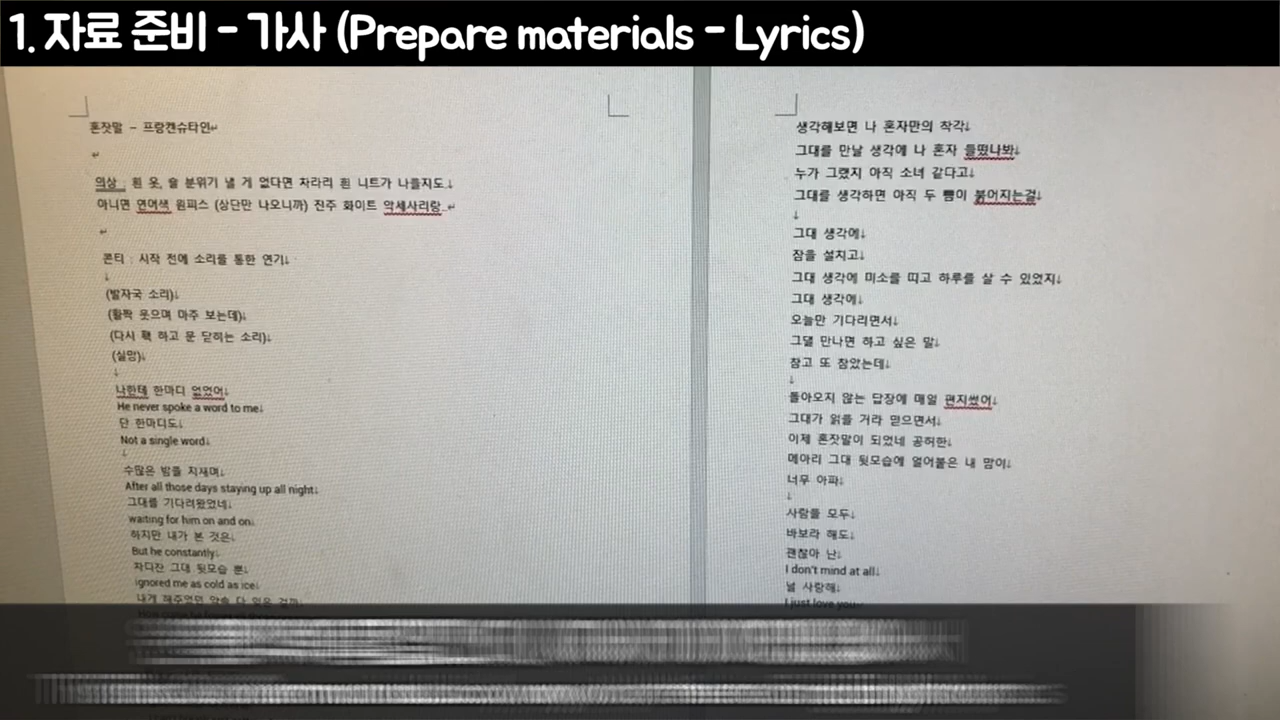 1. 자료 준비 - 가사 (Prepare materials - Lyrics)
혼잣말 - 프랑켄슈타인
의상 : 흰 옷, 숄 분위기 낼 게 없다면 차라리 흰 니트가 나을지도.
아니면 연어색 원피스 (상단만 나오니까) 진주 화이트 악세사리랑..
콘티 : 시작 전에 소리를 통한 연기
(발자국 소리)
(활짝 웃으며 마주 보는데)
(다시 팩 하고 문 닫히는 소리)
(실망)
나한테 한마디 없었어
He never spoke a word to me
단 한마디도
Not a single word
수많은 밤을 지새며
After all those days staying up all night
그대를 기다려왔었네
waiting for him on and on
하지만 내가 본 것은
But he constantly
차디찬 그대 뒷모습 뿐
ignored me as cold as ice
내게 해주었던 약속 다 잊은 걸까
생각해보면 나 혼자만의 착각
그대를 만날 생각에 나 혼자 들떴나봐
누가 그랬지 아직 소녀 같다고
그대를 생각하면 아직 두 뺨이 붉어지는걸
그대 생각에
잠을 설치고
그대 생각에 미소를 띠고 하루를 살 수 있었지
그대 생각에
오늘만 기다리면서
그댈 만나면 하고 싶은 말
참고 또 참았는데
돌아오지 않는 답장에 매일 편지썼어
그대가 읽을 거라 믿으면서
이제 혼잣말이 되었네 공허한
메아리 그대 뒷모습에 얼어붙은 내 맘이
너무 아파
사람들 모두
바보라 해도
괜찮아 난
I don't mind at all
널 사랑해
I just love you